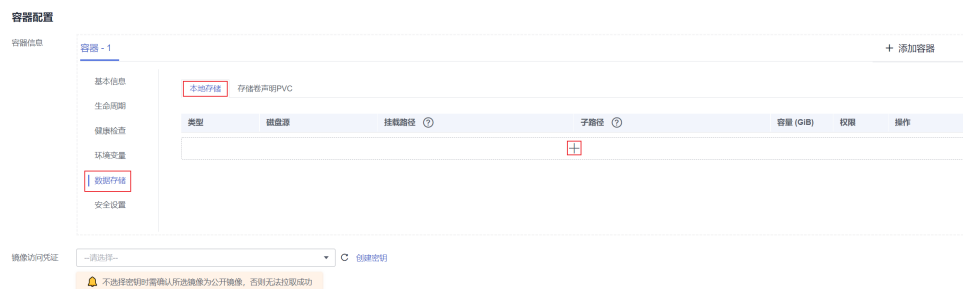 容器配置
容器信息
容器 - 1
+ 添加容器
基本信息
生命周期
健康检查
环境变量
数据存储
安全设置
本地存储 存储卷声明PVC
类型 磁盘源 挂载路径 ? 子路径 ? 容量 (GiB) 权限 操作
+
镜像访问凭证 --请选择-- C 创建密钥
不选择密钥时需确认所选镜像为公开镜像，否则无法拉取成功